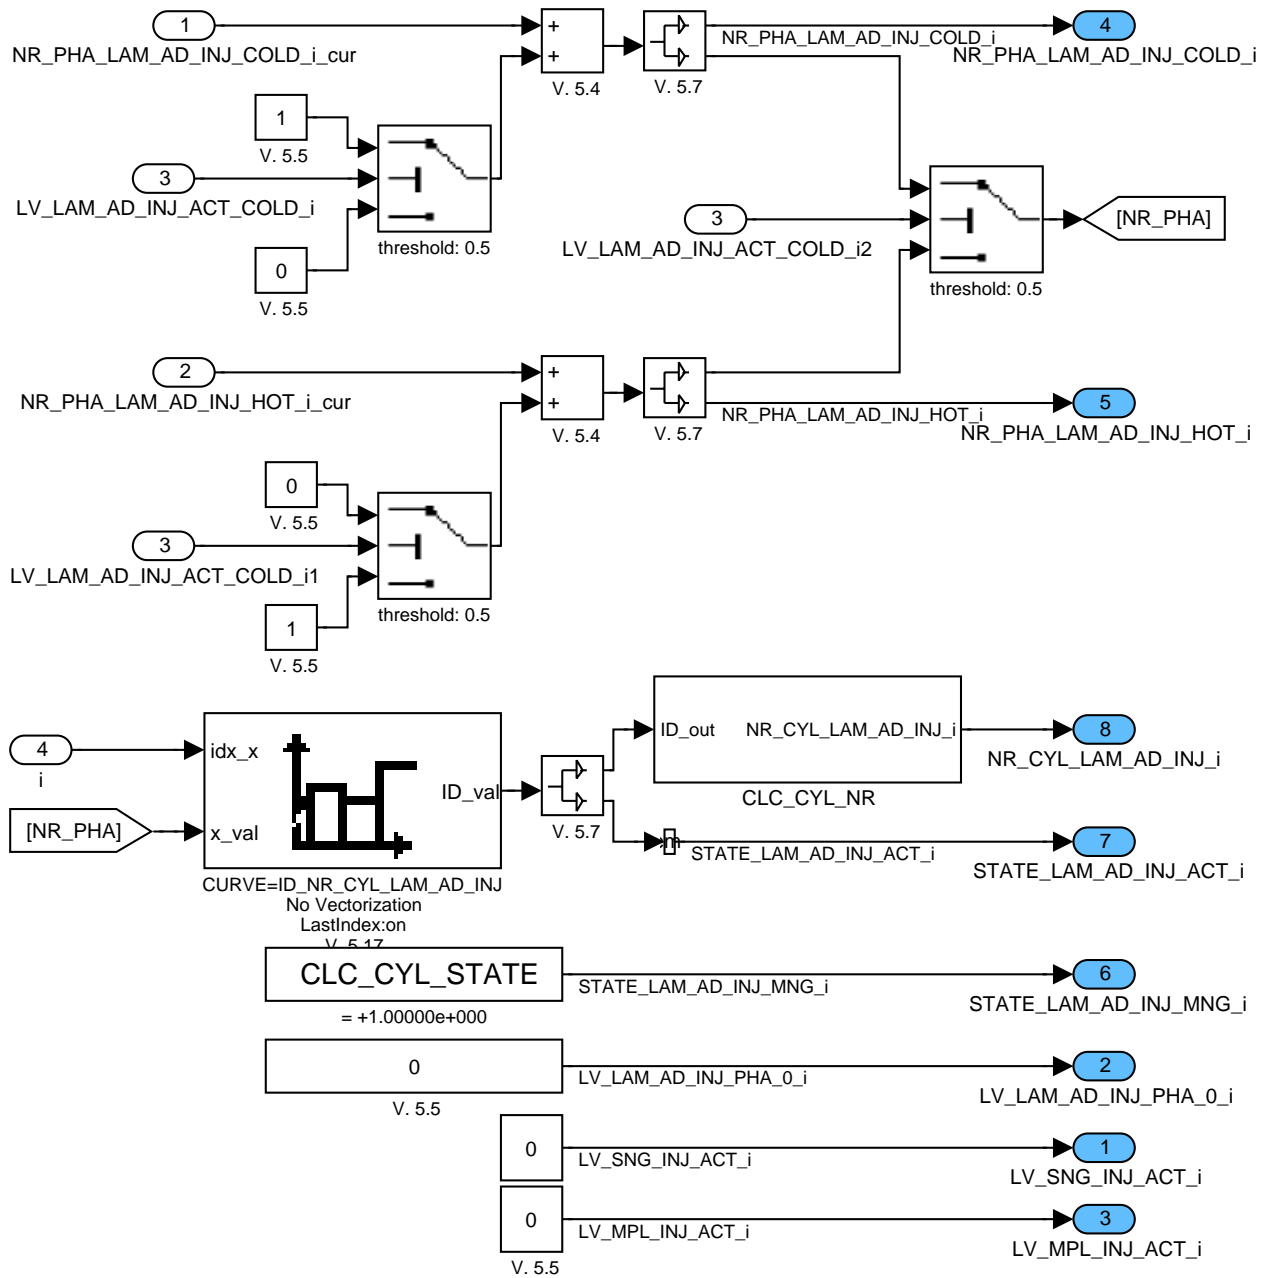 1
NR_PHA_LAM_AD_INJ_COLD_i_cur
+
+
V. 5.4
V. 5.7
NR_PHA_LAM_AD_INJ_COLD_i
4
NR_PHA_LAM_AD_INJ_COLD_i
1
V. 5.5
3
LV_LAM_AD_INJ_ACT_COLD_i
0
V. 5.5
threshold: 0.5
3
LV_LAM_AD_INJ_ACT_COLD_i2
threshold: 0.5
[NR_PHA]
2
NR_PHA_LAM_AD_INJ_HOT_i_cur
+
+
V. 5.4
V. 5.7
NR_PHA_LAM_AD_INJ_HOT_i
5
NR_PHA_LAM_AD_INJ_HOT_i
0
V. 5.5
3
LV_LAM_AD_INJ_ACT_COLD_i1
1
V. 5.5
threshold: 0.5
4
i
[NR_PHA]
idx_x
x_val
ID_val
CURVE=ID_NR_CYL_LAM_AD_INJ
No Vectorization
LastIndex:on
V. 5.17
V. 5.7
ID_out
NR_CYL_LAM_AD_INJ_i
CLC_CYL_NR
8
NR_CYL_LAM_AD_INJ_i
STATE_LAM_AD_INJ_ACT_i
7
STATE_LAM_AD_INJ_ACT_i
CLC_CYL_STATE
= +1.00000e+000
STATE_LAM_AD_INJ_MNG_i
6
STATE_LAM_AD_INJ_MNG_i
0
V. 5.5
LV_LAM_AD_INJ_PHA_0_i
2
LV_LAM_AD_INJ_PHA_0_i
0
LV_SNG_INJ_ACT_i
1
LV_SNG_INJ_ACT_i
0
V. 5.5
LV_MPL_INJ_ACT_i
3
LV_MPL_INJ_ACT_i